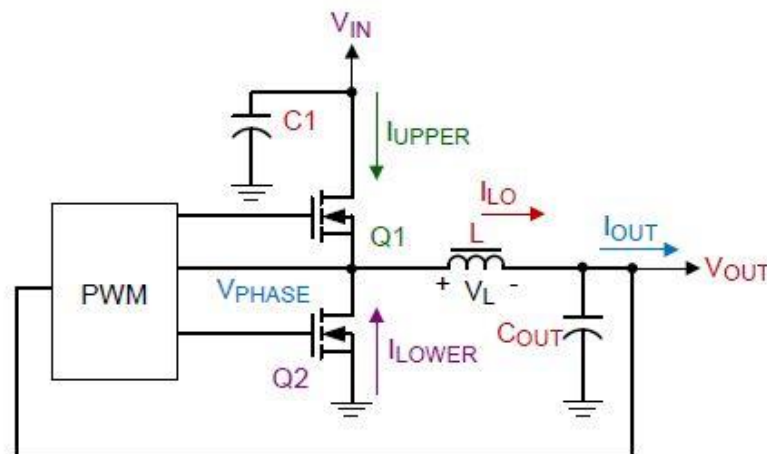 VIN
C1
IUPPER
ILO
Q1
L
IOUT
PWM
VPHASE
+ VL -
VOUT
COUT
Q2
ILOWER